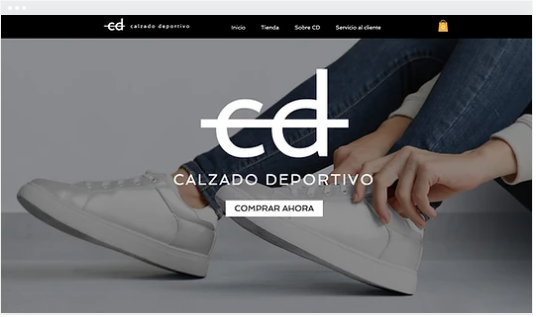 cd calzado deportivo
Inicio Tienda Sobre CD Servicio al cliente
cd
CALZADO DEPORTIVO
COMPRAR AHORA